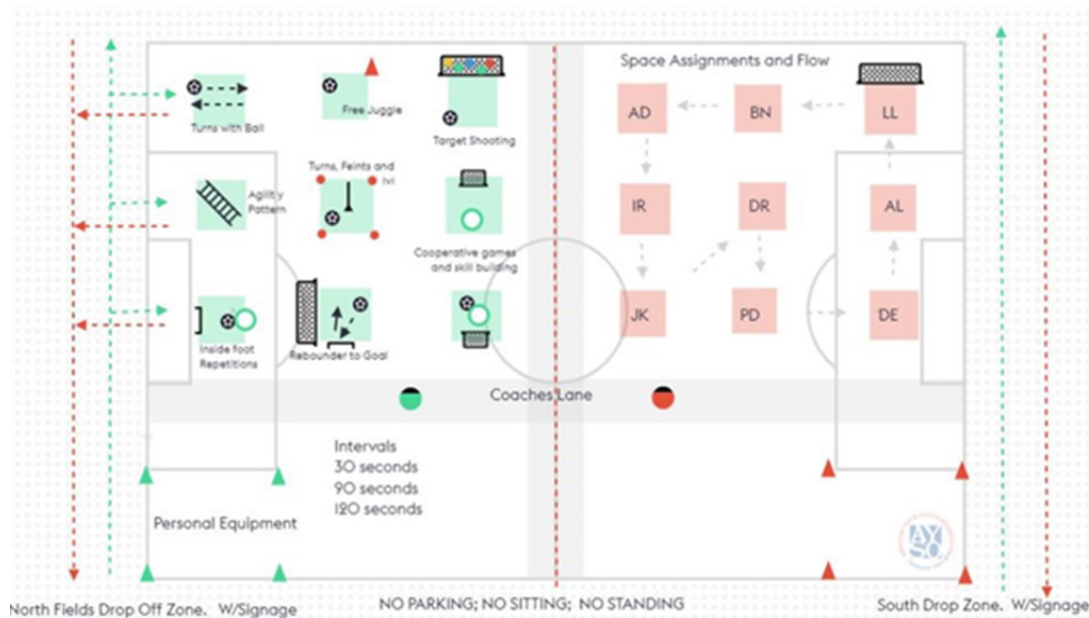 Space Assignments and Flow
Turns with Ball
Free Juggle
Target Shooting
AD
BN
LL
Turns, Feints and
Agility
Pattern
IR
DR
AL
Cooperative games
and skill building
JK
PD
DE
Inside foot
Repetitions
Rebounder to Goal
Coaches Lane
Intervals
30 seconds
90 seconds
120 seconds
Personal Equipment
AYSO
North Fields Drop Off Zone. W/Signage
NO PARKING; NO SITTING; NO STANDING
South Drop Zone. W/Signage